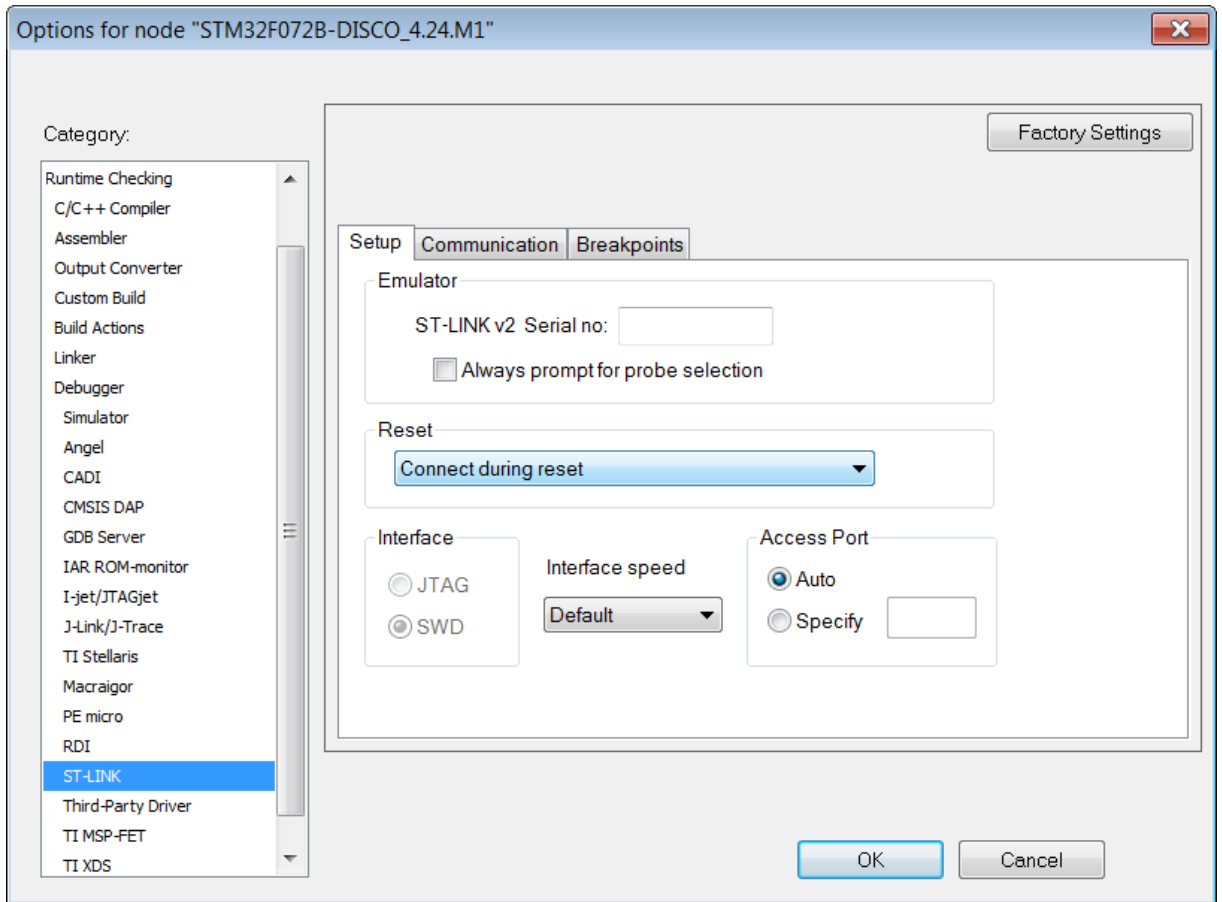 Options for node "STM32F072B-DISCO_4.24.M1"
Category:
Factory Settings
Runtime Checking
C/C++ Compiler
Assembler
Output Converter
Custom Build
Build Actions
Linker
Debugger
Simulator
Angel
CADI
CMSIS DAP
GDB Server
IAR ROM-monitor
I-jet/JTAGjet
J-Link/J-Trace
TI Stellaris
Macraigor
PE micro
RDI
ST-LINK
Third-Party Driver
TI MSP-FET
TI XDS
Setup Communication Breakpoints
Emulator
ST-LINK v2 Serial no:
Always prompt for probe selection
Reset
Connect during reset
Interface
JTAG
SWD
Interface speed
Default
Access Port
Auto
Specify
OK Cancel